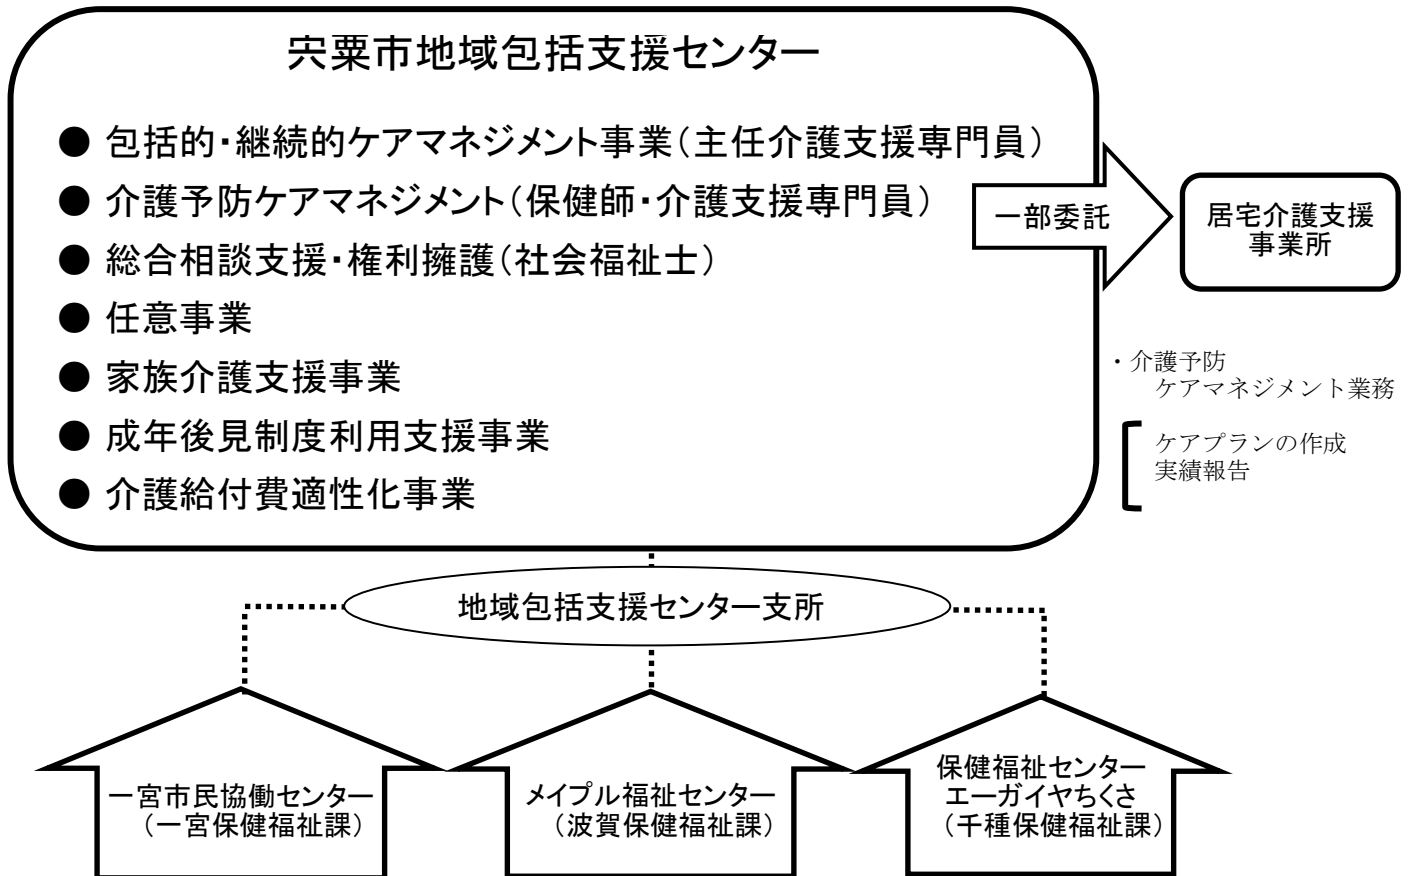 宍粟市地域包括支援センター
● 包括的・継続的ケアマネジメント事業（主任介護支援専門員）
● 介護予防ケアマネジメント（保健師・介護支援専門員）
● 総合相談支援・権利擁護（社会福祉士）
● 任意事業
● 家族介護支援事業
● 成年後見制度利用支援事業
● 介護給付費適性化事業
一部委託
居宅介護支援
事業所
・介護予防
ケアマネジメント業務
ケアプランの作成
実績報告
地域包括支援センター支所
一宮市民協働センター
（一宮保健福祉課）
メイプル福祉センター
（波賀保健福祉課）
保健福祉センター
エーガイヤちくさ
（千種保健福祉課）